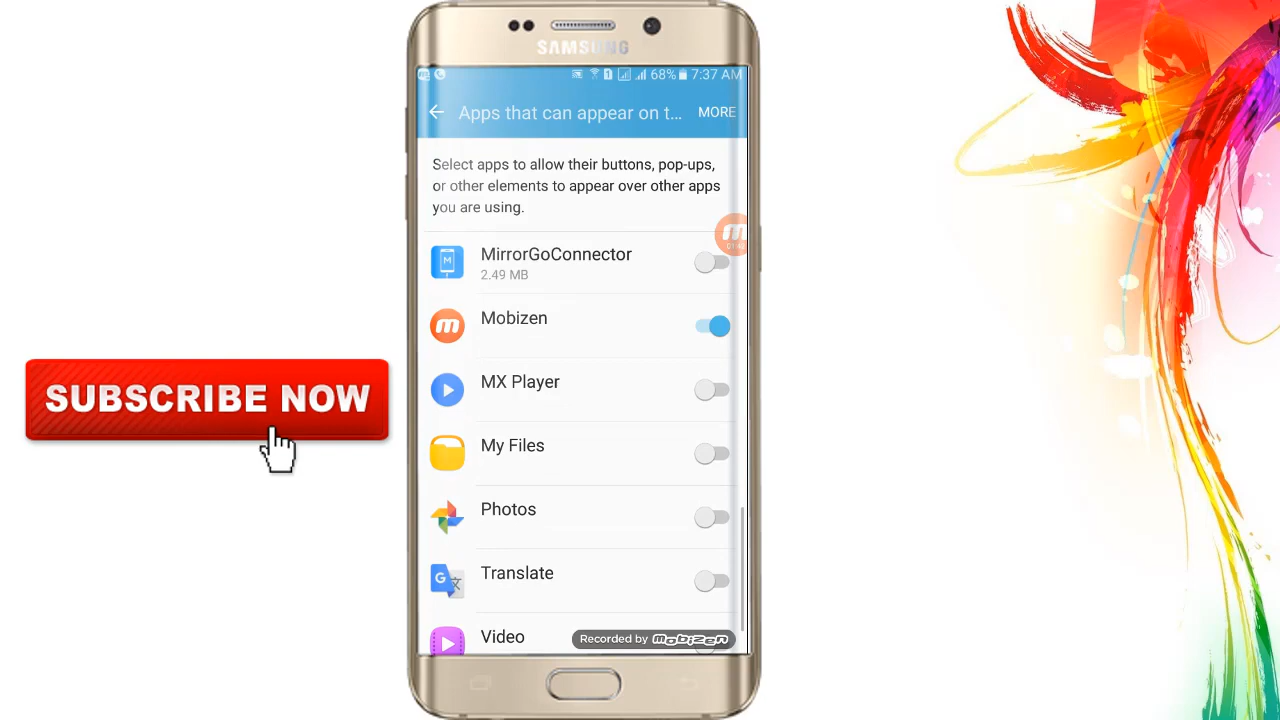 SAMSUNG
68% 7:37 AM
Apps that can appear on t... MORE
Select apps to allow their buttons, pop-ups,
or other elements to appear over other apps
you are using.
MirrorGoConnector
2.49 MB
Mobizen
MX Player
My Files
Photos
Translate
Video
Recorded by mobizen
SUBSCRIBE NOW